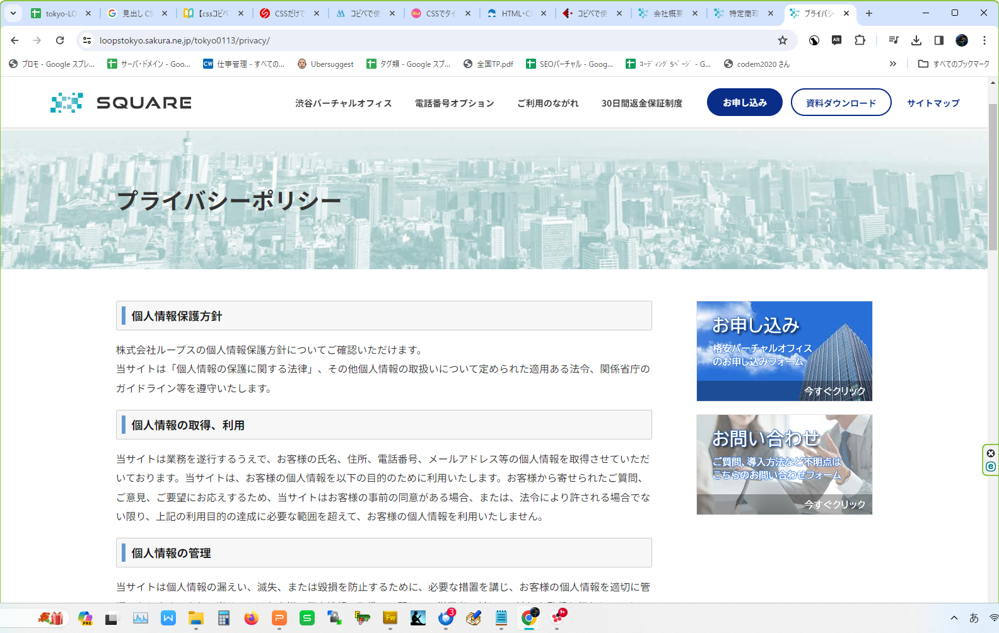 tokyo-LO
見出し CS
【cssコピペ
CSSだけで
コピペで使
CSSでタイ
HTML・CS
コピペで使
会社概要
特定商取
プライバシ
loopstokyo.sakura.ne.jp/tokyo0113/privacy/
プロモ - Google スプレ...
サーバ・ドメイン - Goo...
仕事管理 - すべての...
Ubersuggest
タグ類 - Google スプ...
全国TP.pdf
SEOバーチャル - Goog...
コーディング 5ページ - G...
codem2020 さん
すべてのブックマーク
SQUARE
渋谷バーチャルオフィス
電話番号オプション
ご利用のながれ
30日間返金保証制度
お申し込み
資料ダウンロード
サイトマップ
プライバシーポリシー
個人情報保護方針
株式会社ループスの個人情報保護方針についてご確認いただけます。
当サイトは「個人情報の保護に関する法律」、その他個人情報の取扱いについて定められた適用ある法令、関係省庁の
ガイドライン等を遵守いたします。
個人情報の取得、利用
当サイトは業務を遂行するうえで、お客様の氏名、住所、電話番号、メールアドレス等の個人情報を取得させていただ
いております。当サイトは、お客様の個人情報を以下の目的のために利用いたします。お客様から寄せられたご質問、
ご意見、ご要望にお応えするため、当サイトはお客様の事前の同意がある場合、または、法令により許される場合でな
い限り、上記の利用目的の達成に必要な範囲を超えて、お客様の個人情報を利用いたしません。
個人情報の管理
当サイトは個人情報の漏えい、滅失、または毀損を防止するために、必要な措置を講じ、お客様の個人情報を適切に管
お申し込み
格安バーチャルオフィス
のお申し込みフォーム
今すぐクリック
お問い合わせ
ご質問、導入方法など不明点は
こちらのお問い合わせフォーム
今すぐクリック
あ